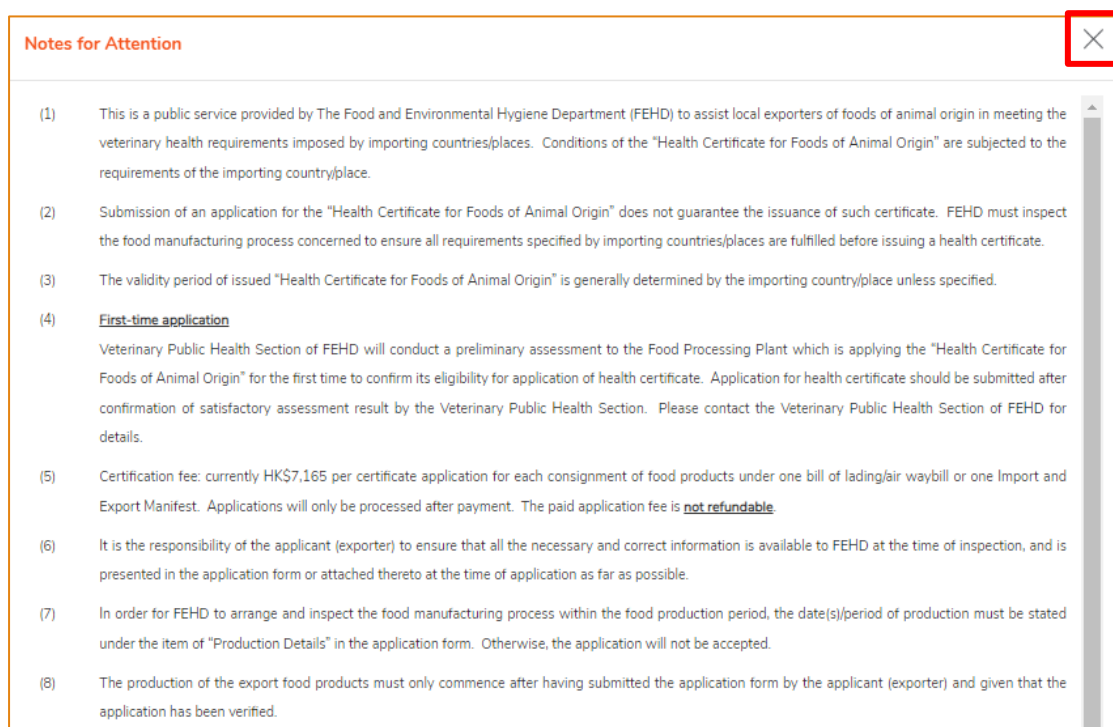 Notes for Attention
(1) This is a public service provided by The Food and Environmental Hygiene Department (FEHD) to assist local exporters of foods of animal origin in meeting the
veterinary health requirements imposed by importing countries/places. Conditions of the “Health Certificate for Foods of Animal Origin” are subjected to the
requirements of the importing country/place.
(2) Submission of an application for the “Health Certificate for Foods of Animal Origin” does not guarantee the issuance of such certificate. FEHD must inspect
the food manufacturing process concerned to ensure all requirements specified by importing countries/places are fulfilled before issuing a health certificate.
(3) The validity period of issued “Health Certificate for Foods of Animal Origin” is generally determined by the importing country/place unless specified.
(4) First-time application
Veterinary Public Health Section of FEHD will conduct a preliminary assessment to the Food Processing Plant which is applying the “Health Certificate for
Foods of Animal Origin” for the first time to confirm its eligibility for application of health certificate. Application for health certificate should be submitted after
confirmation of satisfactory assessment result by the Veterinary Public Health Section. Please contact the Veterinary Public Health Section of FEHD for
details.
(5) Certification fee: currently HK$7,165 per certificate application for each consignment of food products under one bill of lading/air waybill or one Import and
Export Manifest. Applications will only be processed after payment. The paid application fee is not refundable.
(6) It is the responsibility of the applicant (exporter) to ensure that all the necessary and correct information is available to FEHD at the time of inspection, and is
presented in the application form or attached thereto at the time of application as far as possible.
(7) In order for FEHD to arrange and inspect the food manufacturing process within the food production period, the date(s)/period of production must be stated
under the item of “Production Details” in the application form. Otherwise, the application will not be accepted.
(8) The production of the export food products must only commence after having submitted the application form by the applicant (exporter) and given that the
application has been verified.